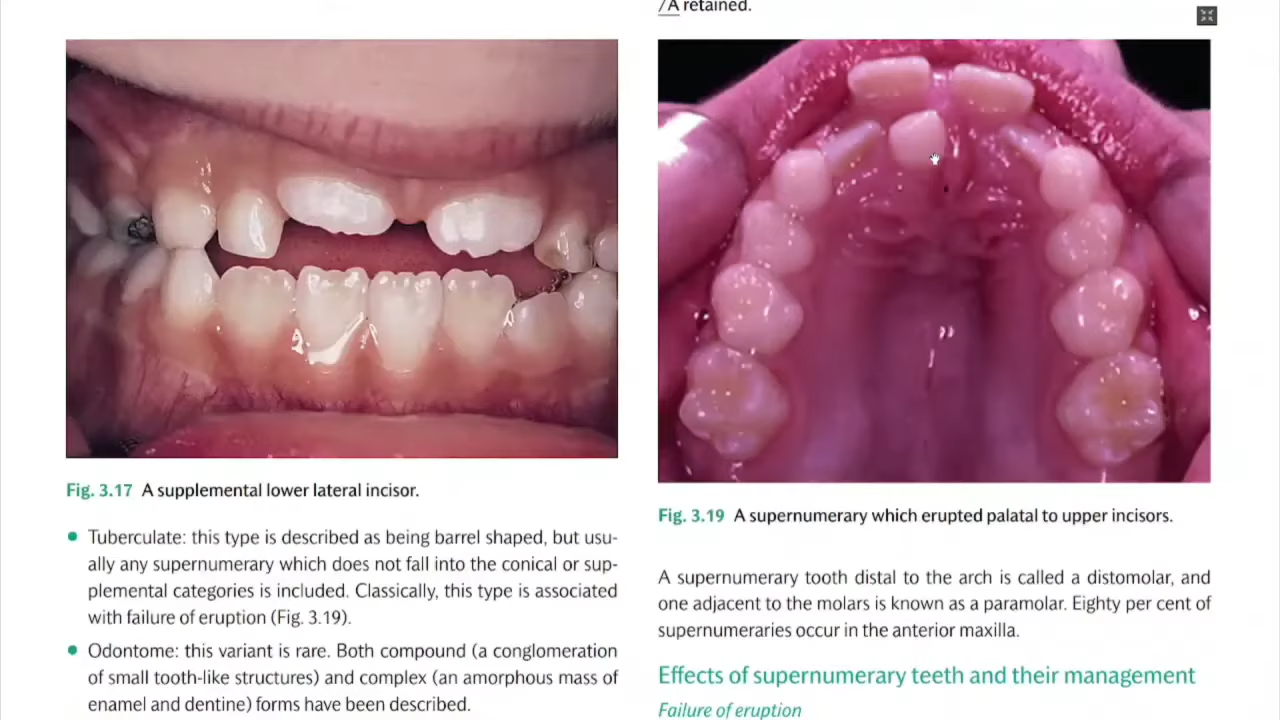 /A retained.
Fig. 3.17 A supplemental lower lateral incisor.
• Tuberculate: this type is described as being barrel shaped, but usu-
ally any supernumerary which does not fall into the conical or sup-
plemental categories is included. Classically, this type is associated
with failure of eruption (Fig. 3.19).
• Odontome: this variant is rare. Both compound (a conglomeration
of small tooth-like structures) and complex (an amorphous mass of
enamel and dentine) forms have been described.
Fig. 3.19 A supernumerary which erupted palatal to upper incisors.
A supernumerary tooth distal to the arch is called a distomolar, and
one adjacent to the molars is known as a paramolar. Eighty per cent of
supernumeraries occur in the anterior maxilla.
Effects of supernumerary teeth and their management
Failure of eruption